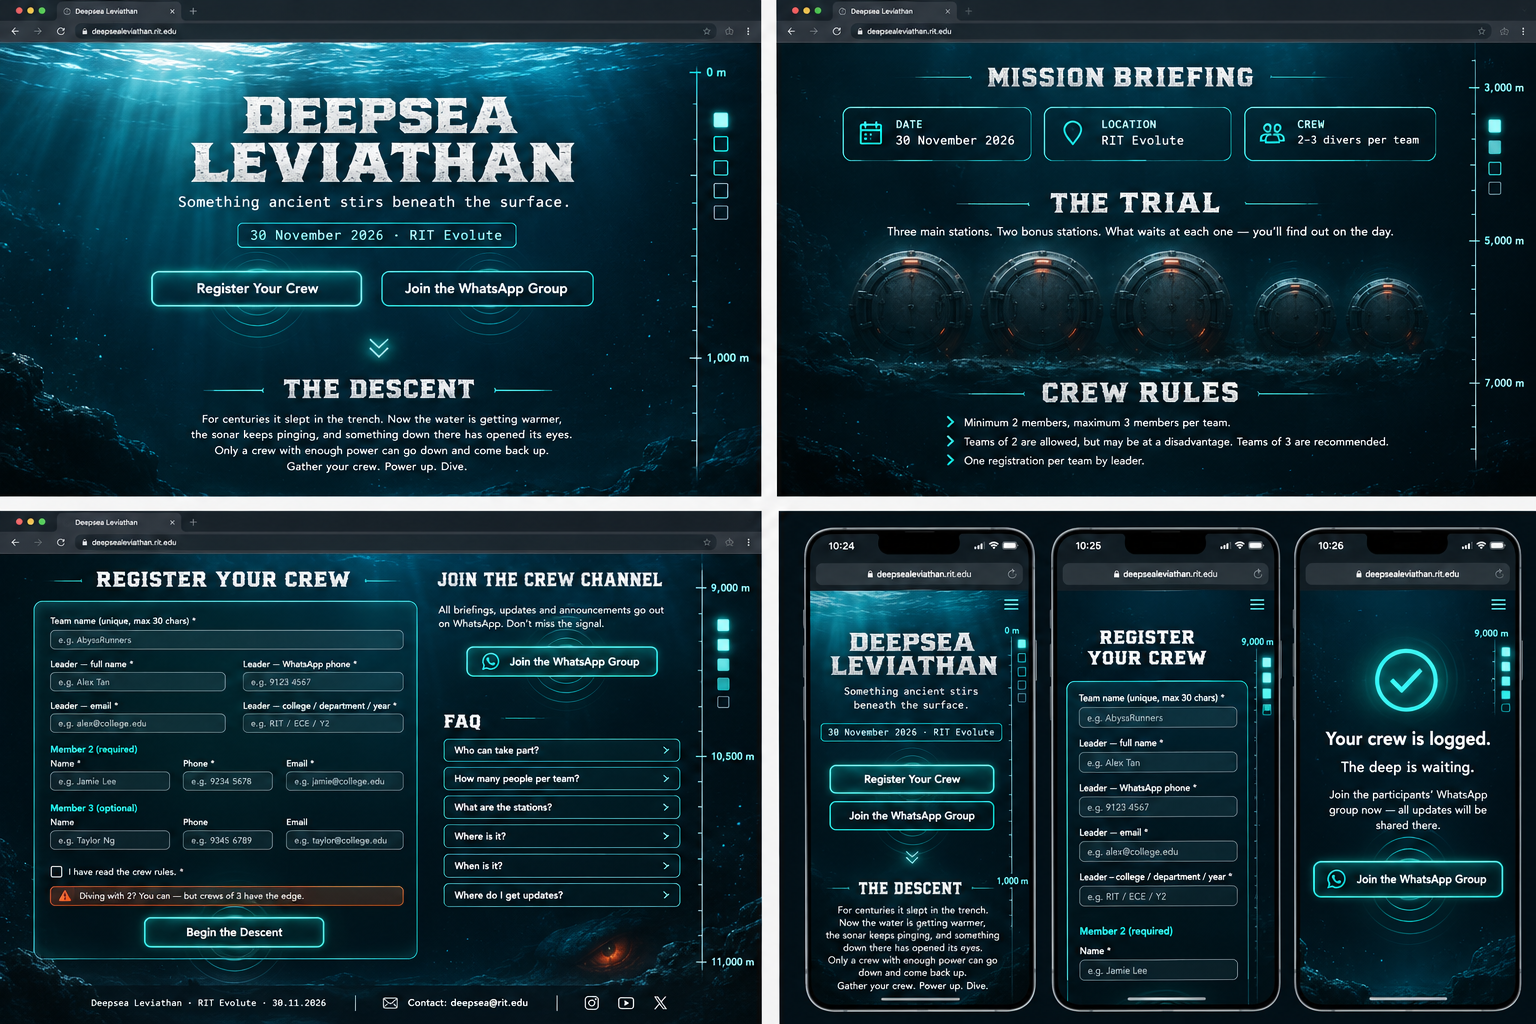 Deepsea Leviathan
deepsealeviathan.rit.edu
0 m
DEEPSEA
LEVIATHAN
Something ancient stirs beneath the surface.
30 November 2026 · RIT Evolute
Register Your Crew
Join the WhatsApp Group
1,000 m
THE DESCENT
For centuries it slept in the trench. Now the water is getting warmer,
the sonar keeps pinging, and something down there has opened its eyes.
Only a crew with enough power can go down and come back up.
Gather your crew. Power up. Dive.
Deepsea Leviathan
deepsealeviathan.rit.edu
MISSION BRIEFING
3,000 m
DATE
30 November 2026
LOCATION
RIT Evolute
CREW
2–3 divers per team
THE TRIAL
Three main stations. Two bonus stations. What waits at each one — you'll find out on the day.
5,000 m
7,000 m
CREW RULES
Minimum 2 members, maximum 3 members per team.
Teams of 2 are allowed, but may be at a disadvantage. Teams of 3 are recommended.
One registration per team by leader.
Deepsea Leviathan
deepsealeviathan.rit.edu
REGISTER YOUR CREW
Team name (unique, max 30 chars) *
e.g. AbyssRunners
Leader — full name *
Leader — WhatsApp phone *
e.g. Alex Tan
e.g. 9123 4567
Leader — email *
Leader — college / department / year *
e.g. alex@college.edu
e.g. RIT / ECE / Y2
Member 2 (required)
Name *
Phone *
Email *
e.g. Jamie Lee
e.g. 9234 5678
e.g. jamie@college.edu
Member 3 (optional)
Name
Phone
Email
e.g. Taylor Ng
e.g. 9345 6789
e.g. taylor@college.edu
I have read the crew rules. *
Diving with 2? You can — but crews of 3 have the edge.
Begin the Descent
JOIN THE CREW CHANNEL
All briefings, updates and announcements go out
on WhatsApp. Don't miss the signal.
Join the WhatsApp Group
FAQ
Who can take part?
How many people per team?
What are the stations?
Where is it?
When is it?
Where do I get updates?
9,000 m
10,500 m
11,000 m
Deepsea Leviathan · RIT Evolute · 30.11.2026
Contact: deepsea@rit.edu
10:24
deepsealeviathan.rit.edu
0 m
DEEPSEA
LEVIATHAN
Something ancient stirs
beneath the surface.
30 November 2026 · RIT Evolute
Register Your Crew
Join the WhatsApp Group
1,000 m
THE DESCENT
For centuries it slept in the trench.
Now the water is getting warmer,
the sonar keeps pinging, and something
down there has opened its eyes.
Only a crew with enough power can go
down and come back up.
Gather your crew. Power up. Dive.
10:25
deepsealeviathan.rit.edu
REGISTER
YOUR CREW
9,000 m
Team name (unique, max 30 chars) *
e.g. AbyssRunners
Leader — full name *
e.g. Alex Tan
Leader — WhatsApp phone *
e.g. 9123 4567
Leader — email *
e.g. alex@college.edu
Leader – college / department / year *
e.g. RIT / ECE / Y2
Member 2 (required)
Name *
e.g. Jamie Lee
10:26
deepsealeviathan.rit.edu
9,000 m
Your crew is logged.
The deep is waiting.
Join the participants' WhatsApp
group now — all updates will be
shared there.
Join the WhatsApp Group